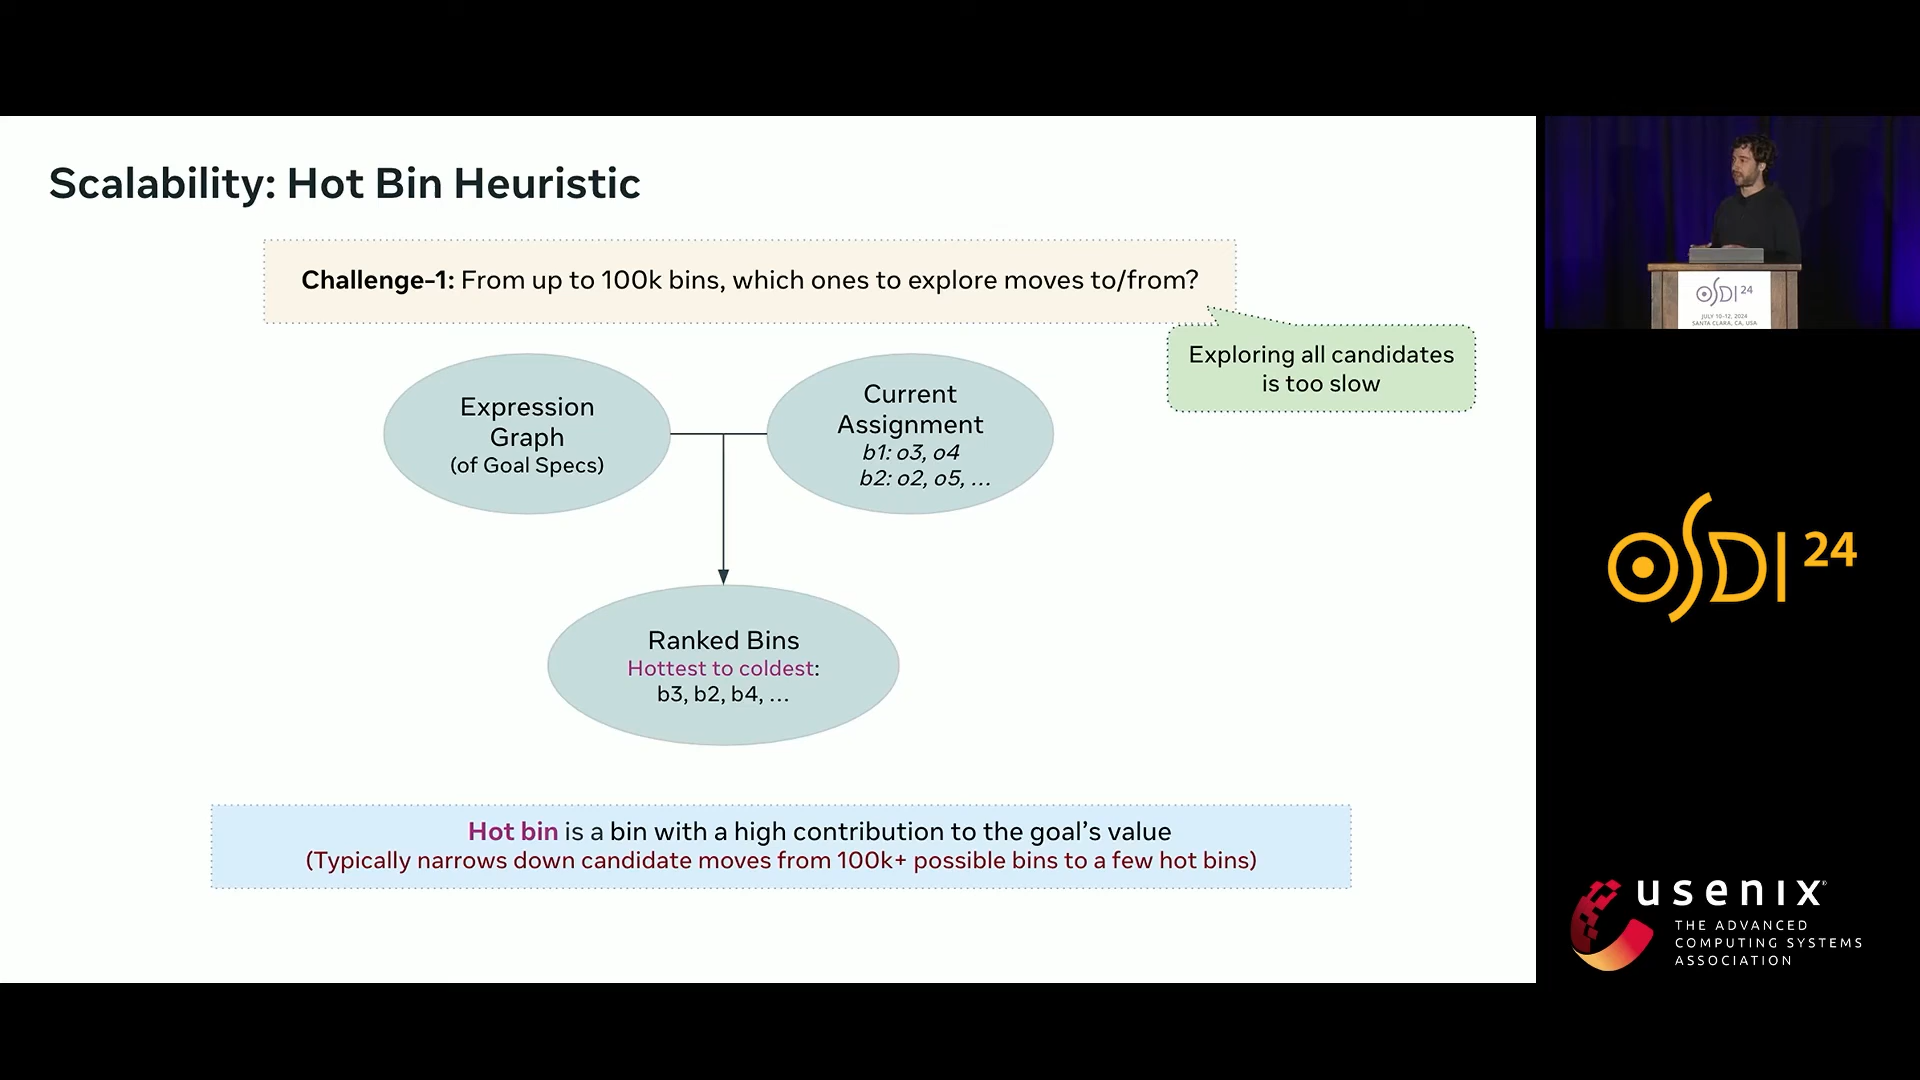 Scalability: Hot Bin Heuristic
Challenge-1: From up to 100k bins, which ones to explore moves to/from?
Exploring all candidates
is too slow
Expression
Graph
(of Goal Specs)
Current
Assignment
b1: o3, o4
b2: o2, o5, ...
Ranked Bins
Hottest to coldest:
b3, b2, b4, ...
Hot bin is a bin with a high contribution to the goal's value
(Typically narrows down candidate moves from 100k+ possible bins to a few hot bins)
OSDI 24
JULY 10-12, 2024
SANTA CLARA, CA, USA
OSDI 24
usenix
THE ADVANCED
COMPUTING SYSTEMS
ASSOCIATION